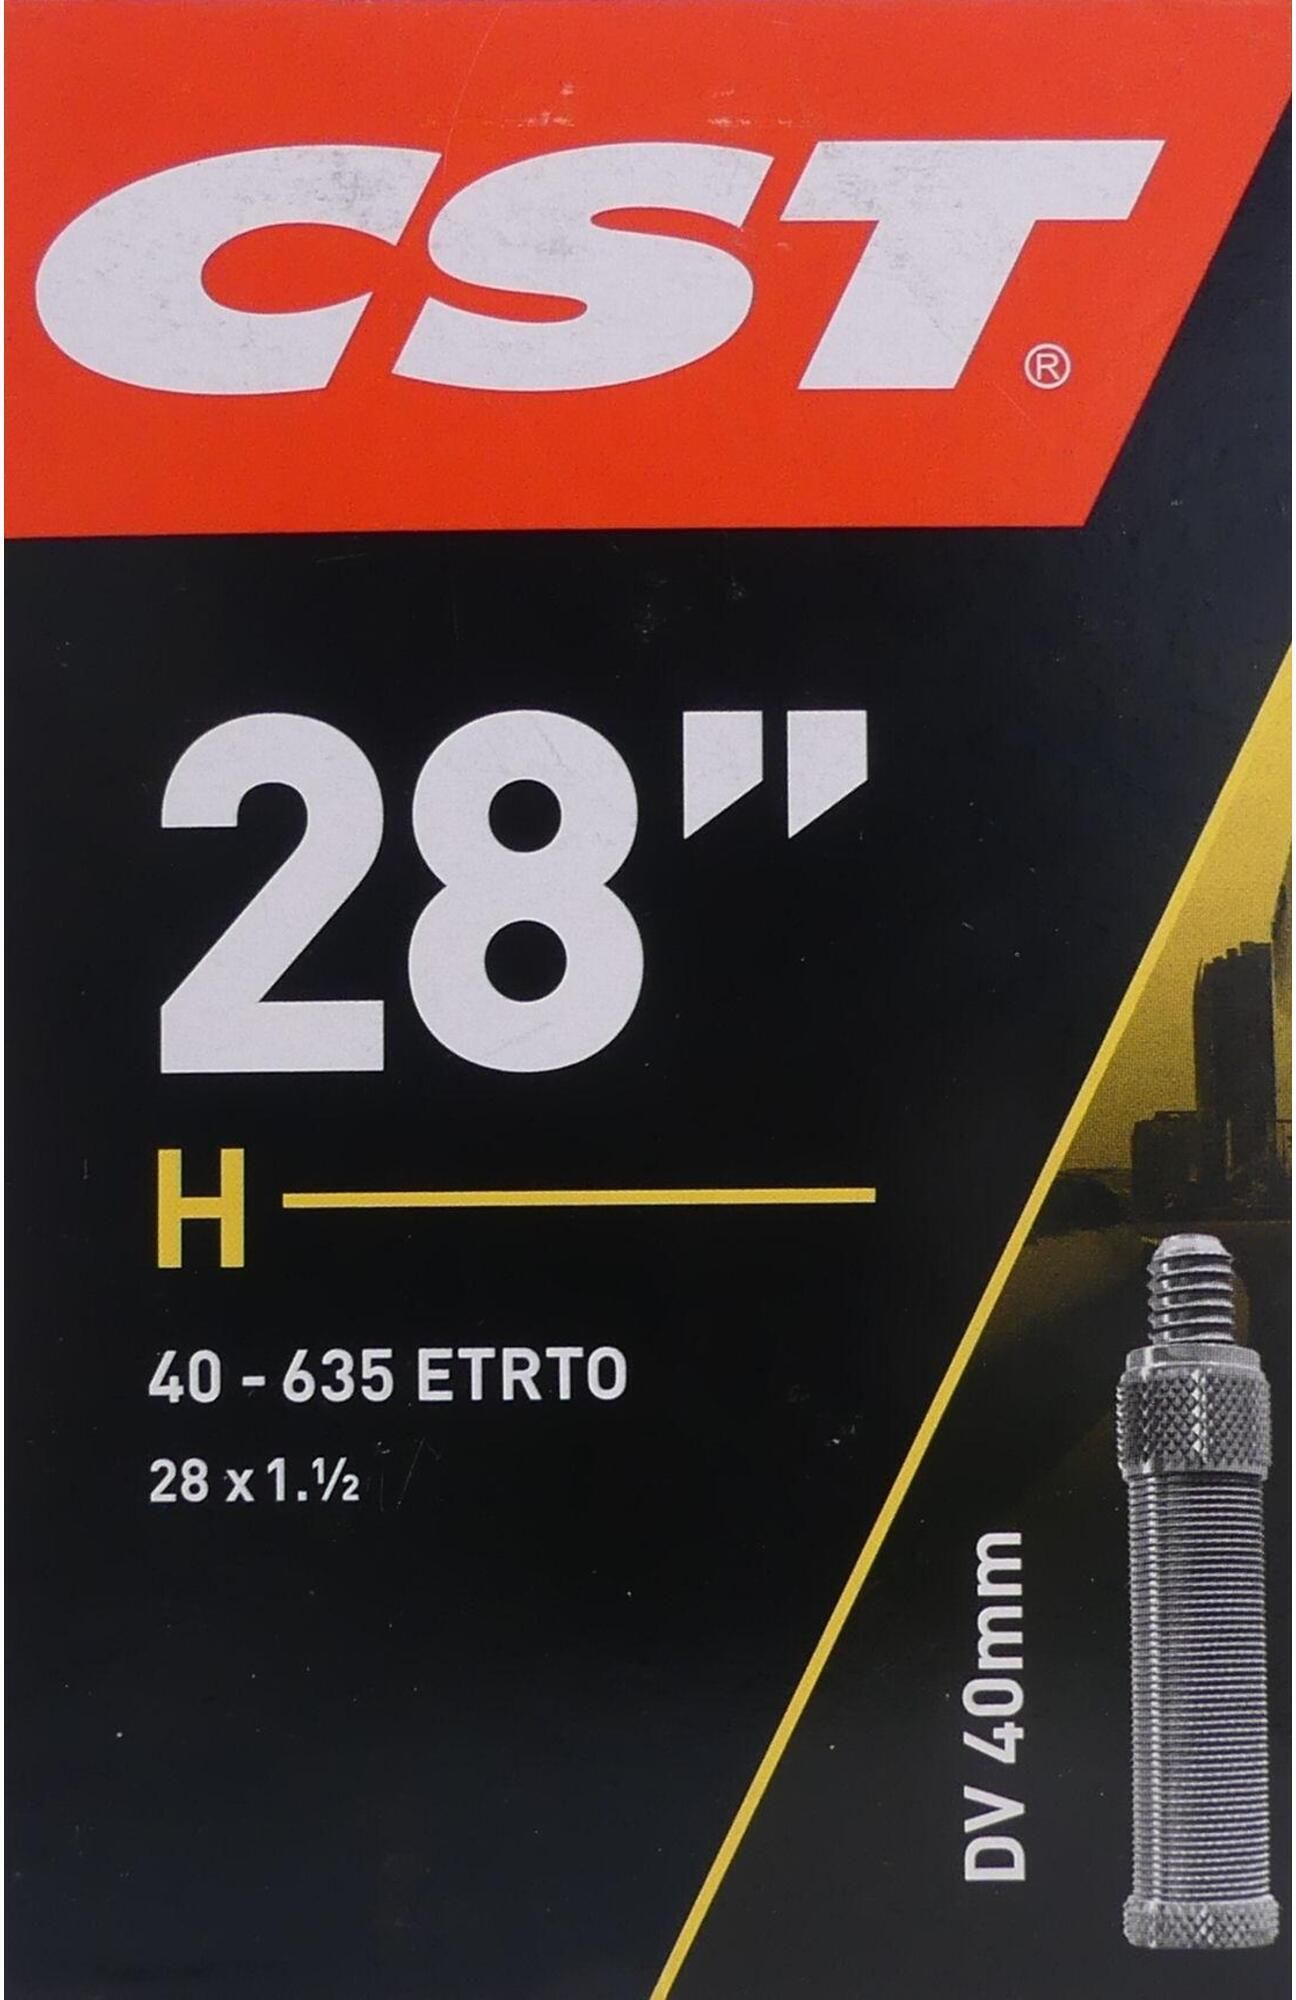 CST®
28"
H
40 - 635 ETRTO
28 x 1.½
DV 40mm